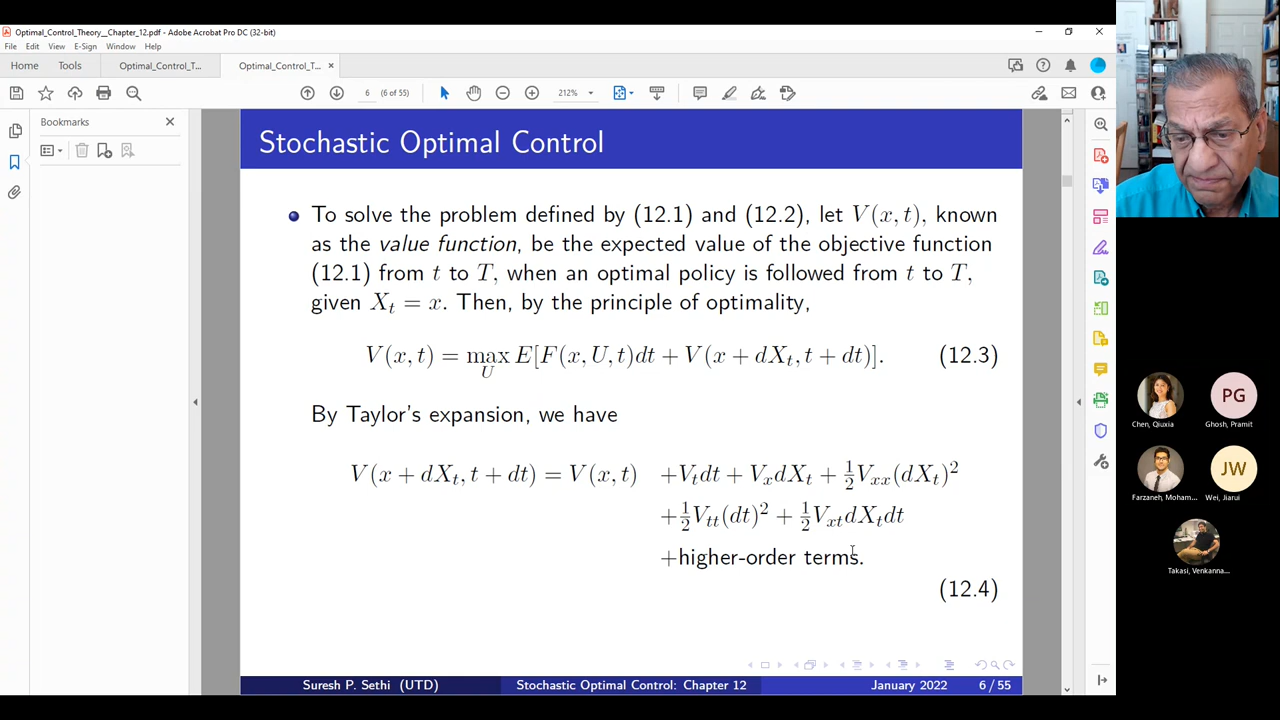 Optimal_Control_Theory__Chapter_12.pdf - Adobe Acrobat Pro DC (32-bit)
File Edit View E-Sign Window Help
Home Tools Optimal_Control_T... Optimal_Control_T... ×
6 (6 of 55) 212%
Bookmarks
Stochastic Optimal Control
To solve the problem defined by (12.1) and (12.2), let V(x, t), known
as the value function, be the expected value of the objective function
(12.1) from t to T, when an optimal policy is followed from t to T,
given X_t = x. Then, by the principle of optimality,
V(x, t) = max_U E[F(x, U, t)dt + V(x + dX_t, t + dt)]. (12.3)
By Taylor's expansion, we have
V(x + dX_t, t + dt) = V(x, t) +V_t dt + V_x dX_t + ½V_xx(dX_t)²
+½V_tt(dt)² + ½V_xt dX_t dt
+higher-order terms.
(12.4)
Suresh P. Sethi (UTD) Stochastic Optimal Control: Chapter 12 January 2022 6 / 55
PG
Chen, Qiuxia Ghosh, Pramit
JW
Farzaneh, Moham... Wei, Jiarui
Takasi, Venkanna...